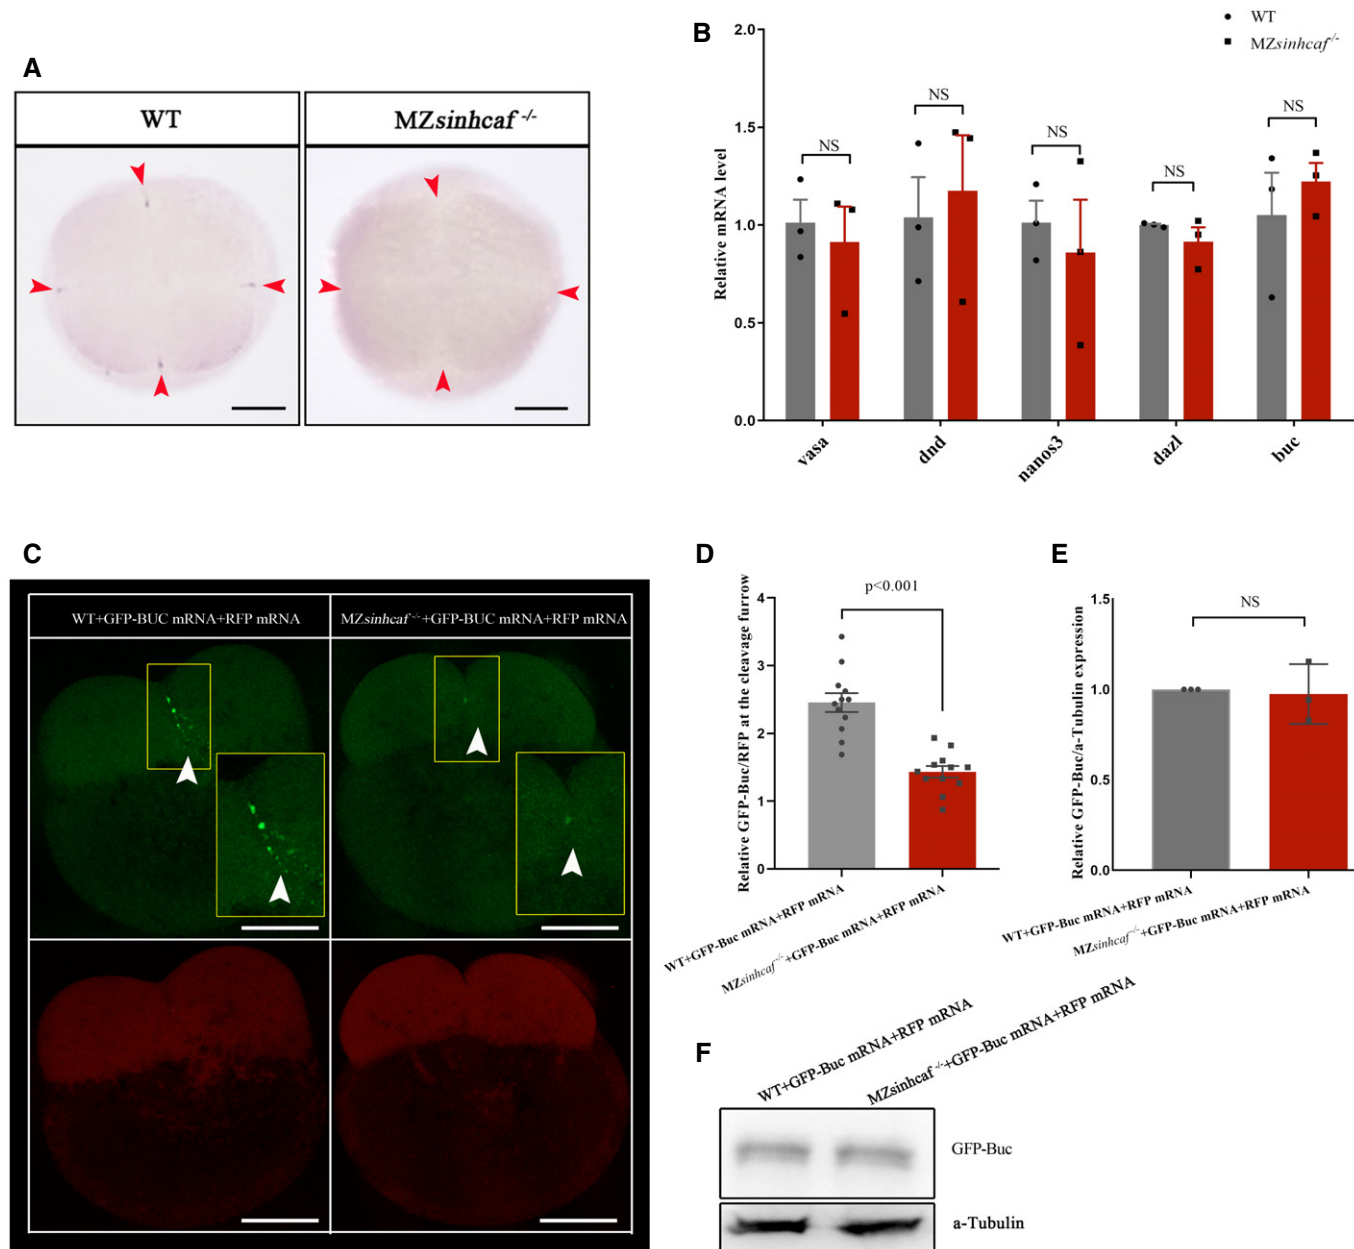 A
WT
MZsinhcaf -/-
B
WT
MZsinhcaf-/-
Relative mRNA level
2.0
1.5
1.0
0.5
0.0
NS
NS
NS
NS
NS
vasa
dnd
nanos3
dazl
buc
C
WT+GFP-BUC mRNA+RFP mRNA
MZsinhcaf -/-+GFP-BUC mRNA+RFP mRNA
D
Relative GFP-Buc/RFP at the cleavage furrow
4
3
2
1
0
p<0.001
WT+GFP-Buc mRNA+RFP mRNA
MZsinhcaf-/-+GFP-Buc mRNA+RFP mRNA
E
Relative GFP-Buc/a-Tubulin expression
1.5
1.0
0.5
0.0
NS
WT+GFP-Buc mRNA+RFP mRNA
MZsinhcaf-/-+GFP-Buc mRNA+RFP mRNA
F
WT+GFP-Buc mRNA+RFP mRNA
MZsinhcaf -/-+GFP-Buc mRNA+RFP mRNA
GFP-Buc
a-Tubulin